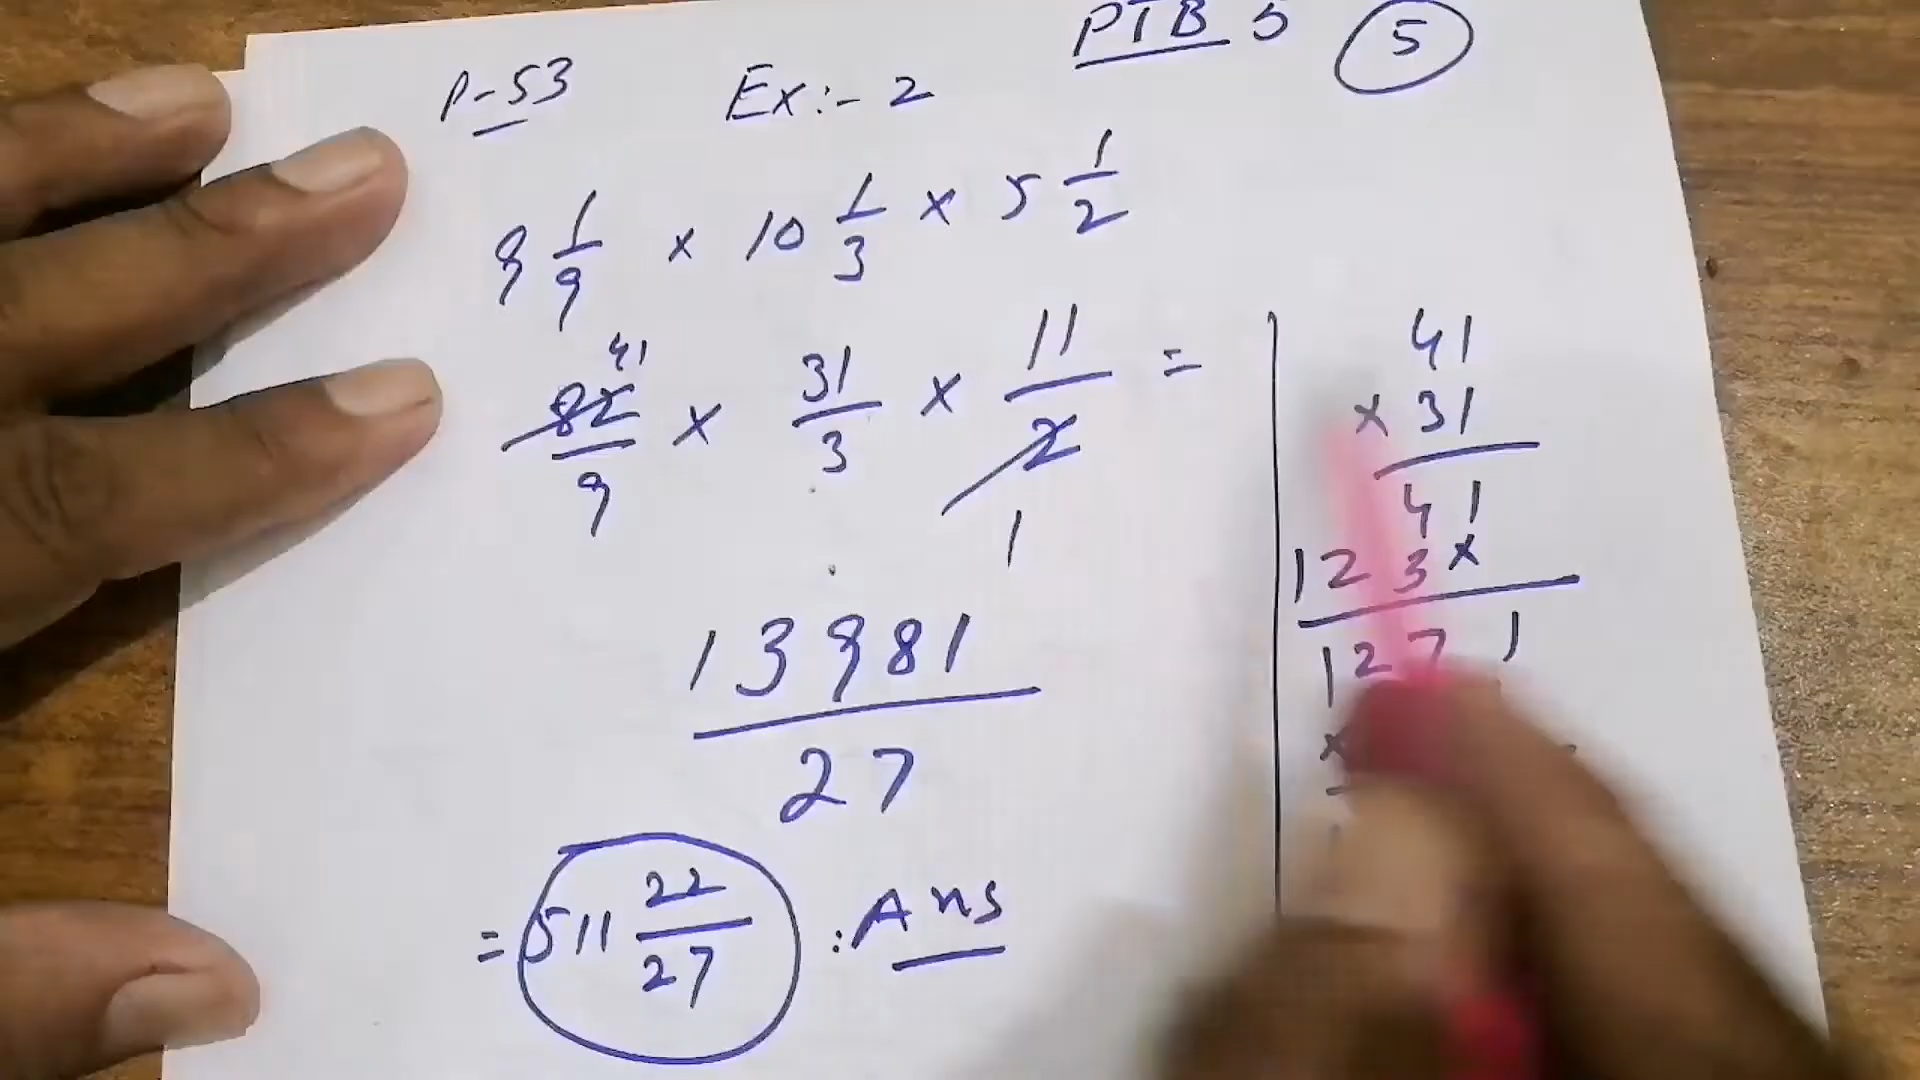 PTB 5 5
P-53 Ex:- 2
9 1/9 × 10 1/3 × 5 1/2
41
82/9 × 31/3 × 11/2 =
1
13981
27
= 511 22/27 :Ans
41
× 31
41
123×
1271
×